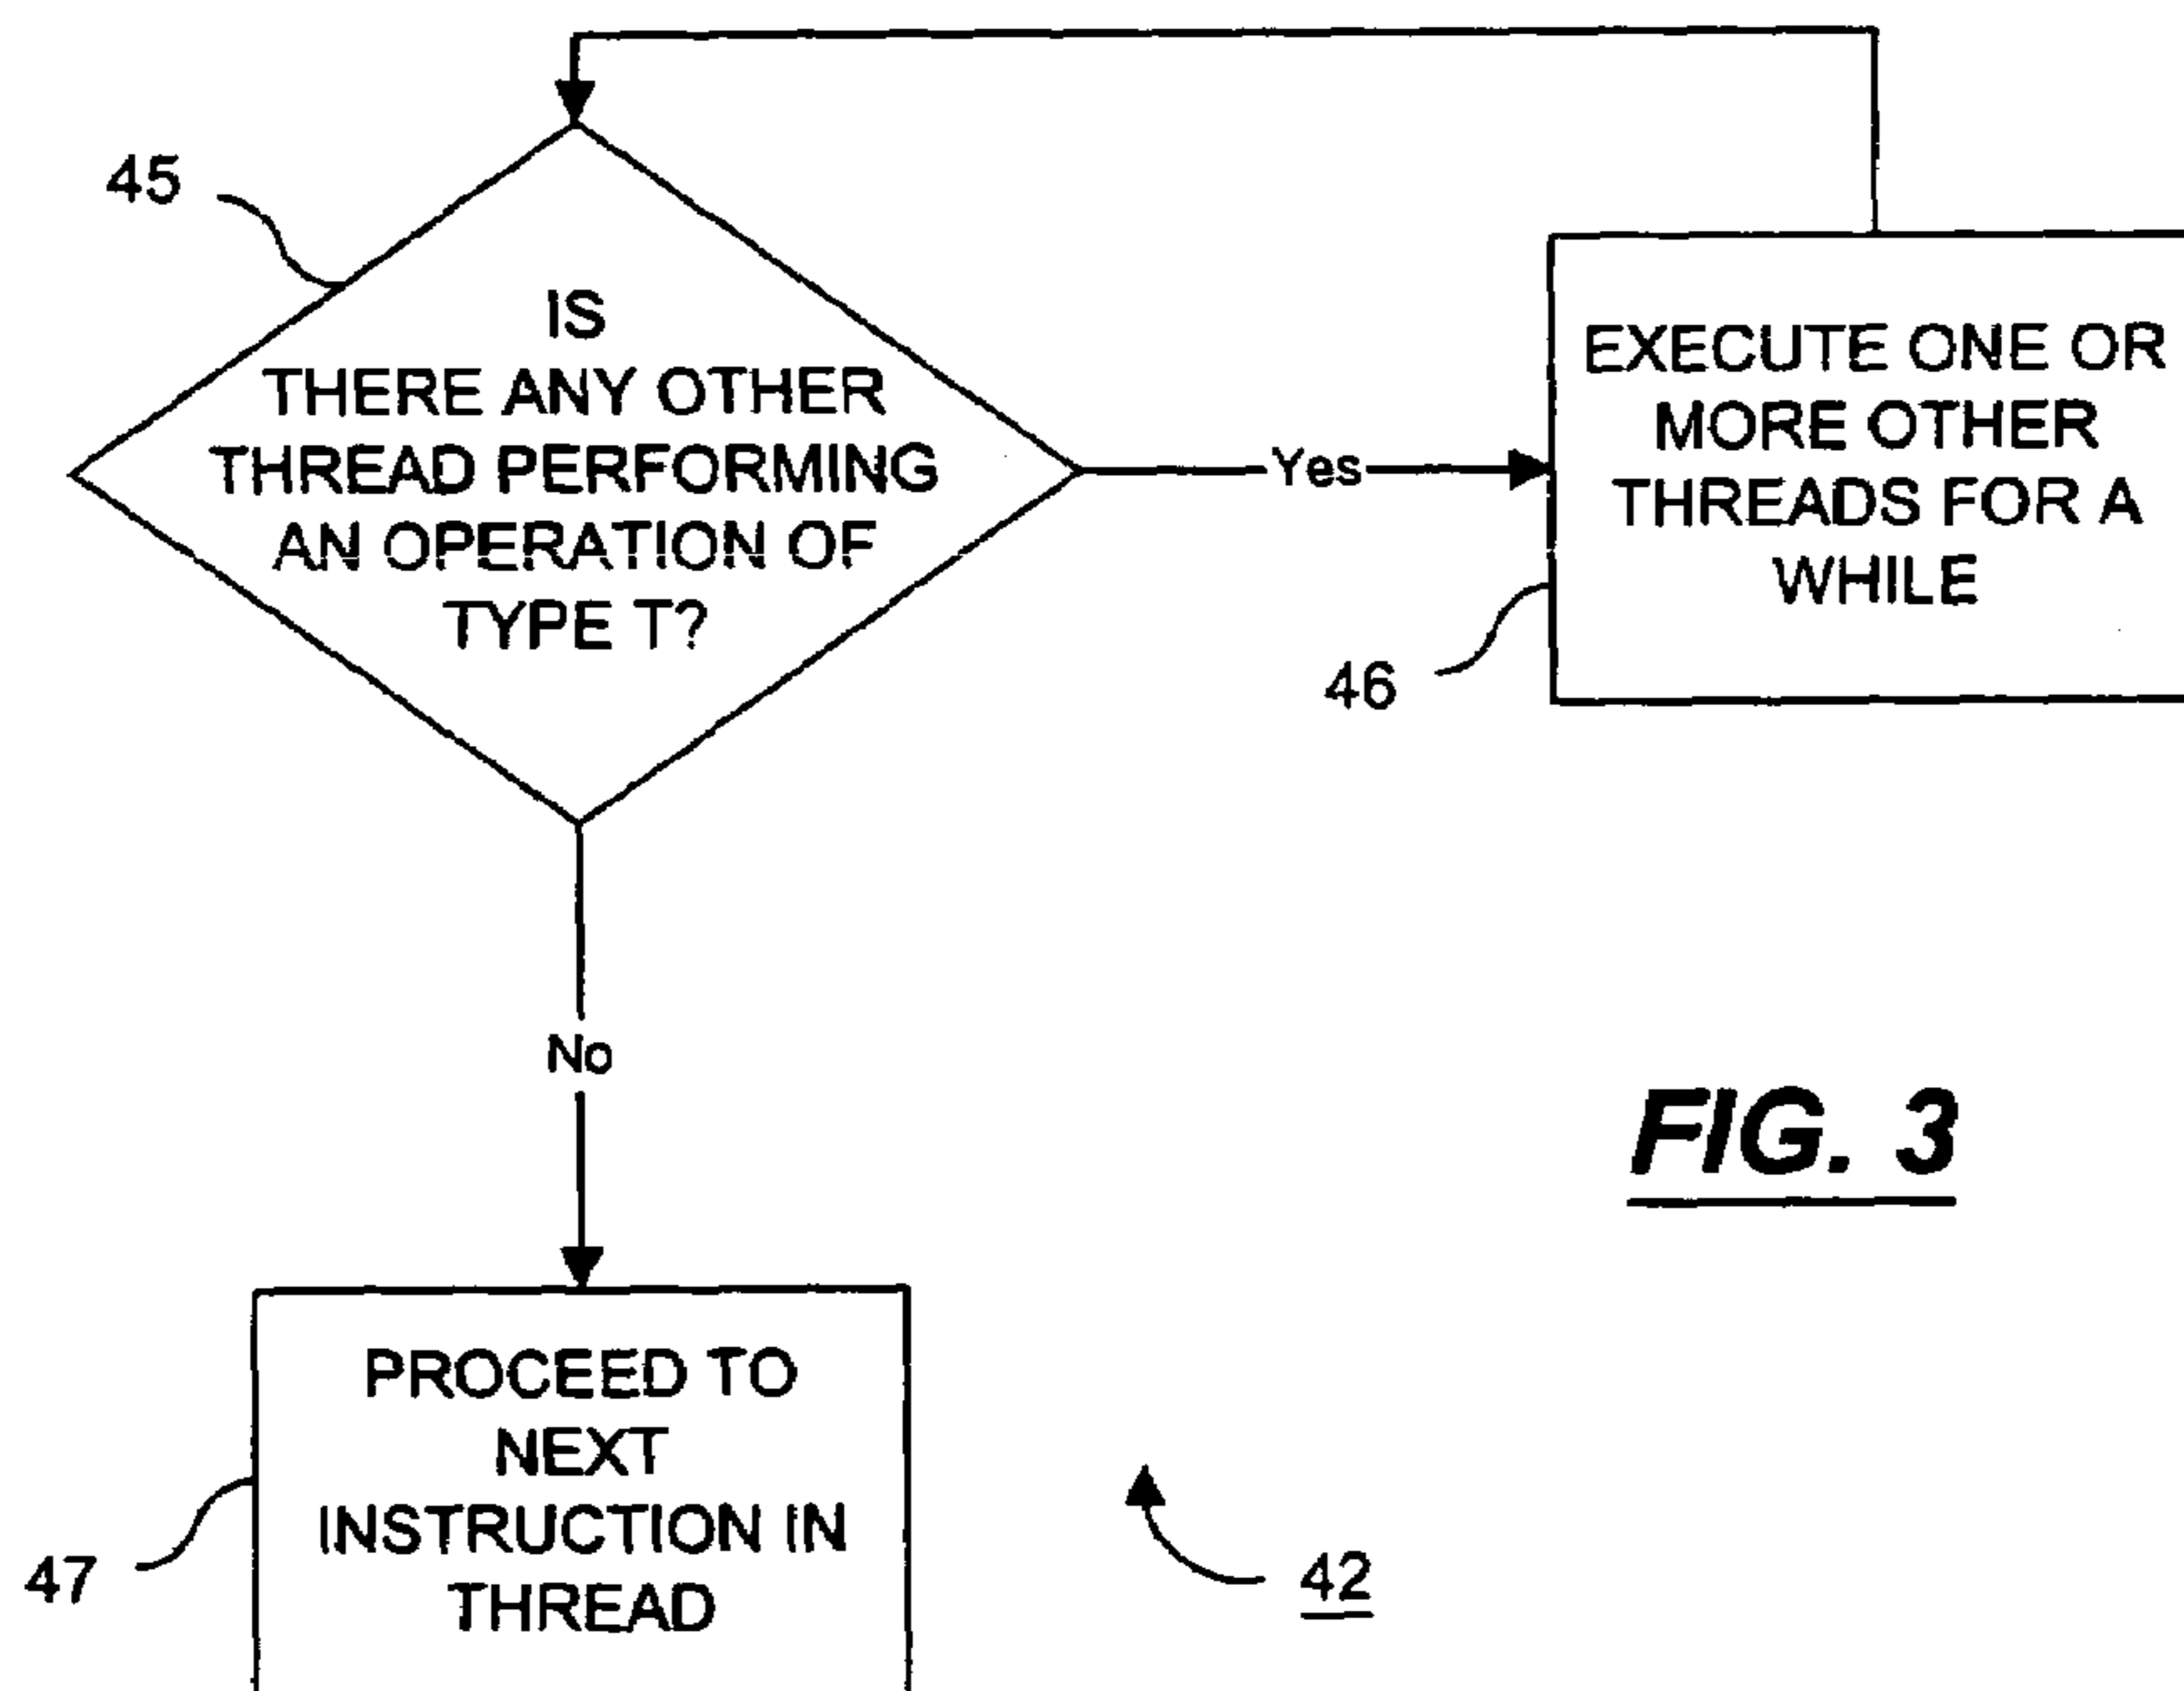 45
IS
THERE ANY OTHER
THREAD PERFORMING
AN OPERATION OF
TYPE T?
Yes
EXECUTE ONE OR
MORE OTHER
THREADS FOR A
WHILE
46
No
FIG. 3
PROCEED TO
NEXT
INSTRUCTION IN
THREAD
47
42